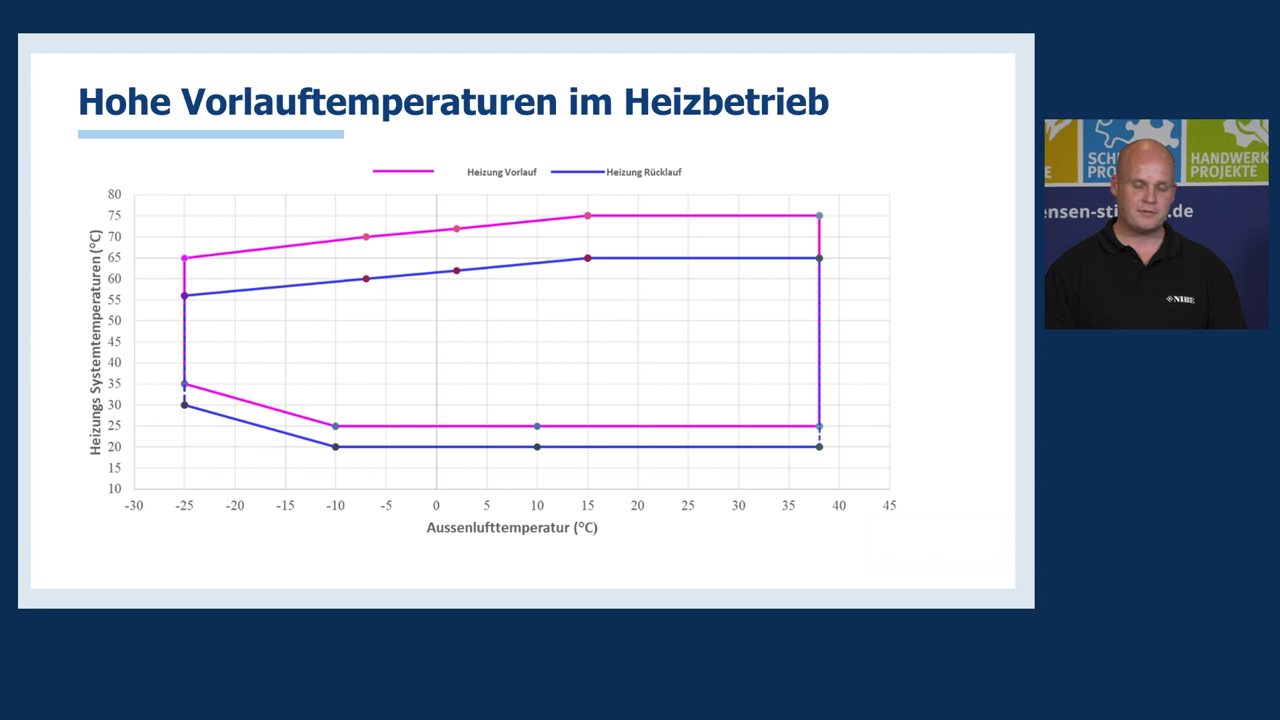 Hohe Vorlauftemperaturen im Heizbetrieb
Heizung Vorlauf
Heizung Rücklauf
Heizungs Systemtemperaturen (°C)
80
75
70
65
60
55
50
45
40
35
30
25
20
15
10
-30 -25 -20 -15 -10 -5 0 5 10 15 20 25 30 35 40 45
Aussenlufttemperatur (°C)
HANDWERK
PROJEKTE
NIBE